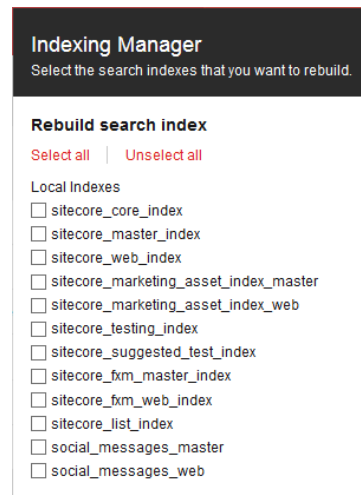 Indexing Manager
Select the search indexes that you want to rebuild.
Rebuild search index
Select all | Unselect all
Local Indexes
sitecore_core_index
sitecore_master_index
sitecore_web_index
sitecore_marketing_asset_index_master
sitecore_marketing_asset_index_web
sitecore_testing_index
sitecore_suggested_test_index
sitecore_fxm_master_index
sitecore_fxm_web_index
sitecore_list_index
social_messages_master
social_messages_web